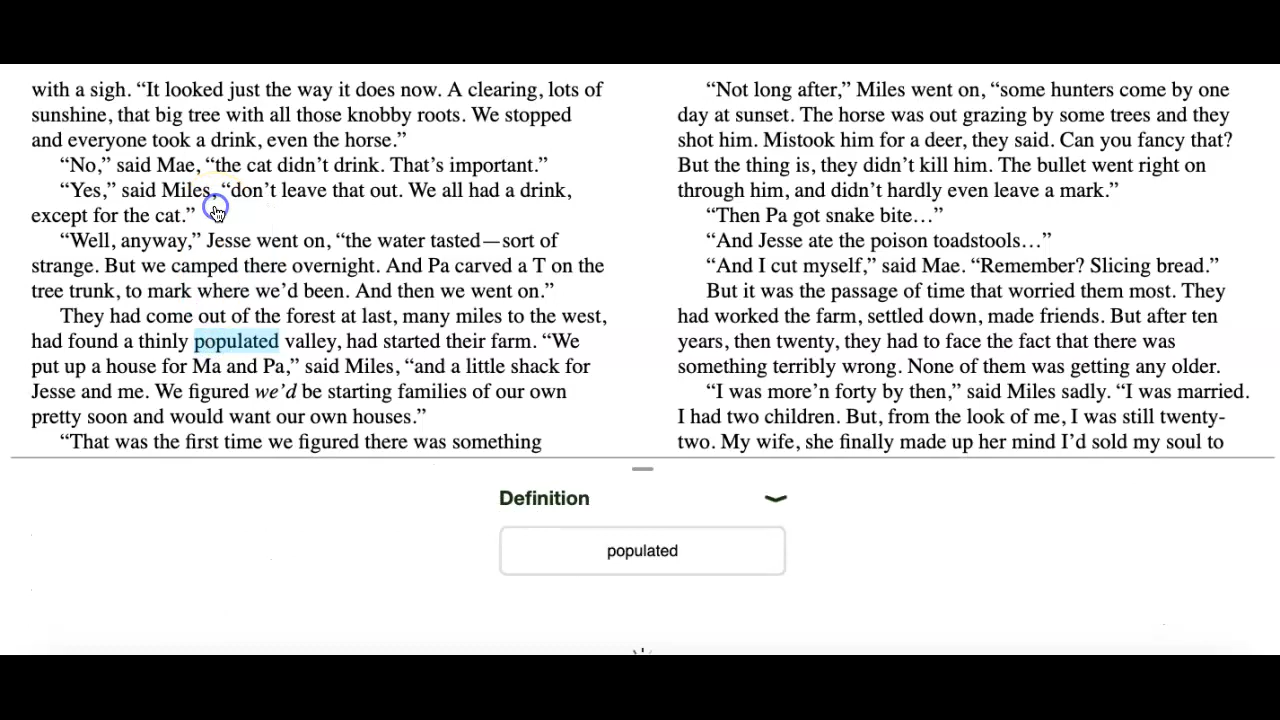 with a sigh. “It looked just the way it does now. A clearing, lots of
sunshine, that big tree with all those knobby roots. We stopped
and everyone took a drink, even the horse.”
“No,” said Mae, “the cat didn’t drink. That’s important.”
“Yes,” said Miles, “don’t leave that out. We all had a drink,
except for the cat.”
“Well, anyway,” Jesse went on, “the water tasted—sort of
strange. But we camped there overnight. And Pa carved a T on the
tree trunk, to mark where we’d been. And then we went on.”
They had come out of the forest at last, many miles to the west,
had found a thinly populated valley, had started their farm. “We
put up a house for Ma and Pa,” said Miles, “and a little shack for
Jesse and me. We figured we’d be starting families of our own
pretty soon and would want our own houses.”
“That was the first time we figured there was something
“Not long after,” Miles went on, “some hunters come by one
day at sunset. The horse was out grazing by some trees and they
shot him. Mistook him for a deer, they said. Can you fancy that?
But the thing is, they didn’t kill him. The bullet went right on
through him, and didn’t hardly even leave a mark.”
“Then Pa got snake bite…”
“And Jesse ate the poison toadstools…”
“And I cut myself,” said Mae. “Remember? Slicing bread.”
But it was the passage of time that worried them most. They
had worked the farm, settled down, made friends. But after ten
years, then twenty, they had to face the fact that there was
something terribly wrong. None of them was getting any older.
“I was more’n forty by then,” said Miles sadly. “I was married.
I had two children. But, from the look of me, I was still twenty-
two. My wife, she finally made up her mind I’d sold my soul to
Definition
populated